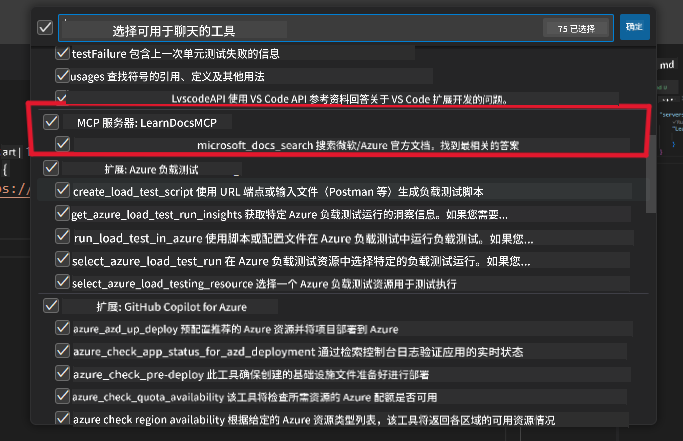 选择可用于聊天的工具
75 已选择
确定
testFailure 包含上一次单元测试失败的信息
usages 查找符号的引用、定义及其他用法
LvscodeAPI 使用 VS Code API 参考资料回答关于 VS Code 扩展开发的问题。
MCP 服务器: LearnDocsMCP
microsoft_docs_search 搜索微软/Azure 官方文档，找到最相关的答案
扩展: Azure 负载测试
create_load_test_script 使用 URL 端点或输入文件（Postman 等）生成负载测试脚本
get_azure_load_test_run_insights 获取特定 Azure 负载测试运行的洞察信息。如果您需要...
run_load_test_in_azure 使用脚本或配置文件在 Azure 负载测试中运行负载测试。如果您...
select_azure_load_test_run 在 Azure 负载测试资源中选择特定的负载测试运行。如果您...
select_azure_load_testing_resource 选择一个 Azure 负载测试资源用于测试执行
扩展: GitHub Copilot for Azure
azure_azd_up_deploy 预配置推荐的 Azure 资源并将项目部署到 Azure
azure_check_app_status_for_azd_deployment 通过检索控制台日志验证应用的实时状态
azure_check_pre-deploy 此工具确保创建的基础设施文件准备好进行部署
azure_check_quota_availability 该工具将检查所需资源的 Azure 配额是否可用
azure check region availability 根据给定的 Azure 资源类型列表，该工具将返回各区域的可用资源情况
art|
{
os://
md
"servers
"Le